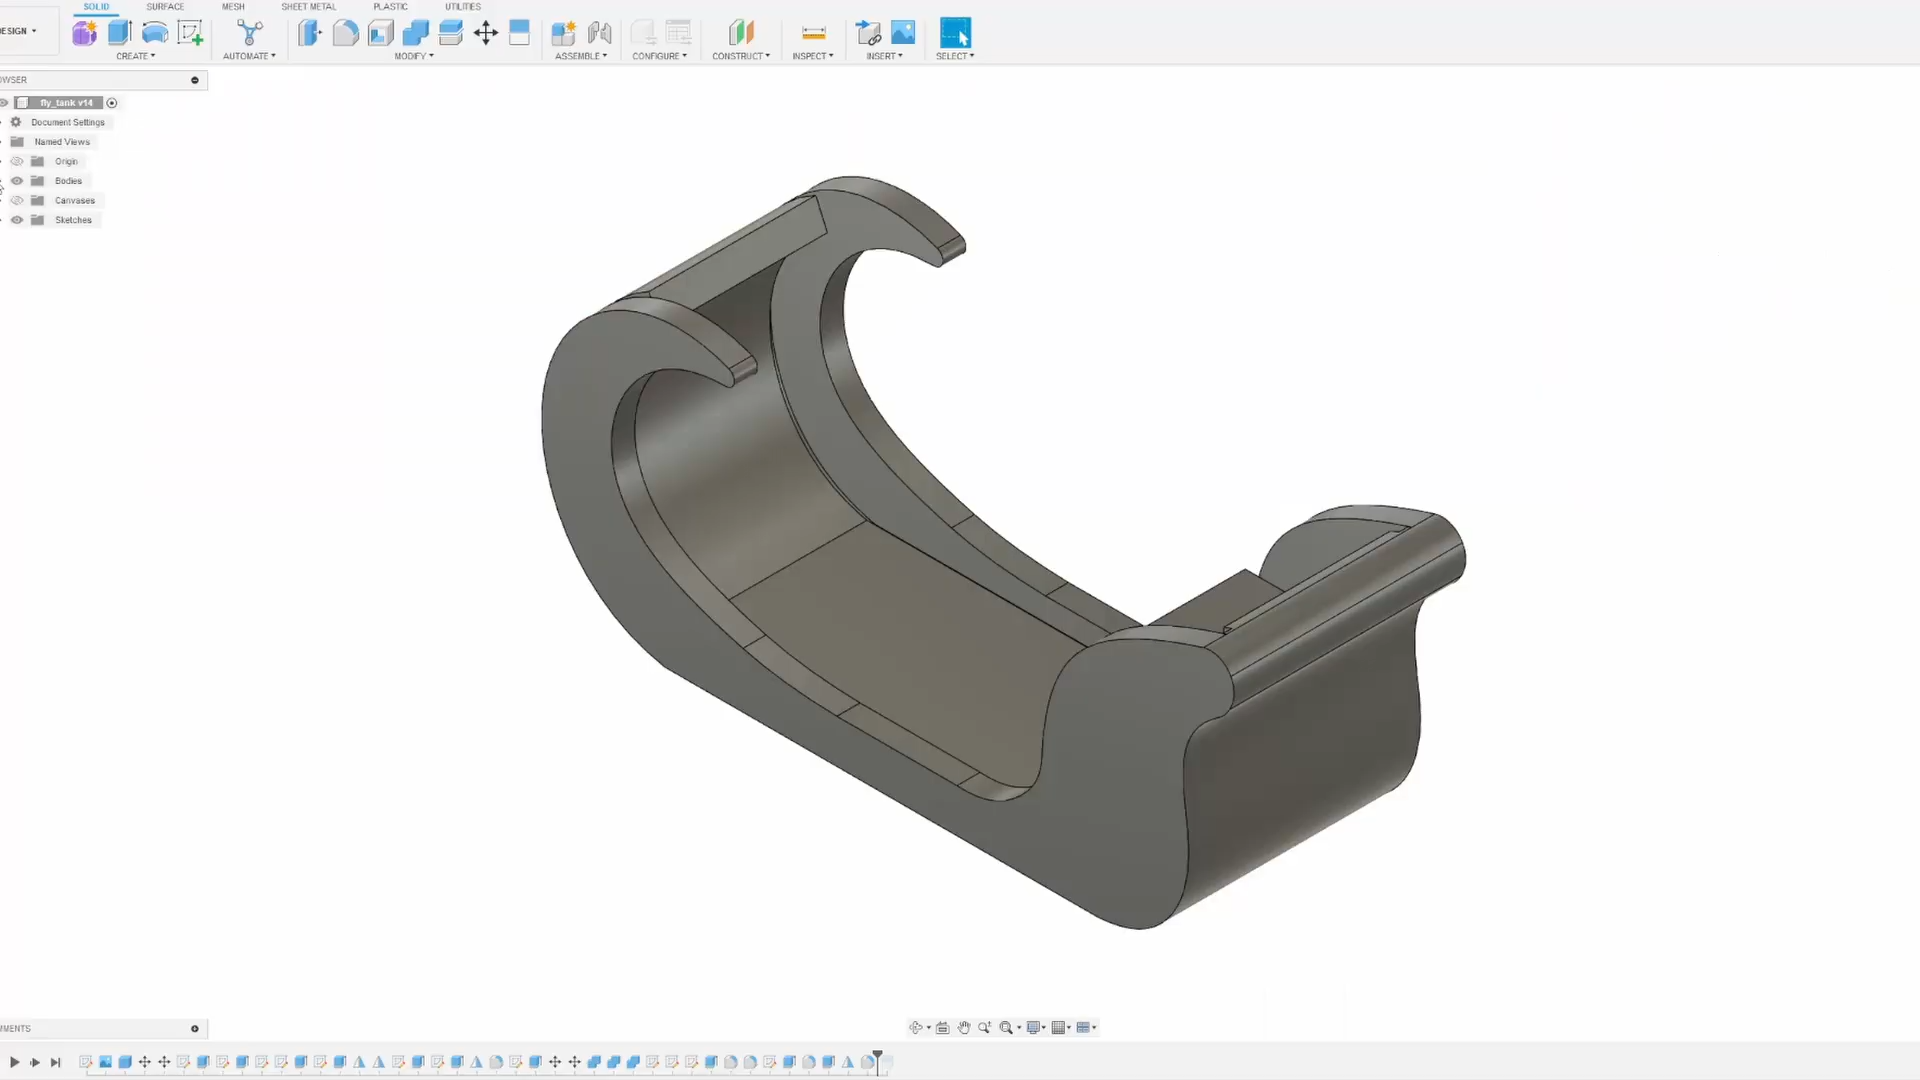 SOLID SURFACE MESH SHEET METAL PLASTIC UTILITIES
ESIGN
CREATE AUTOMATE MODIFY ASSEMBLE CONFIGURE CONSTRUCT INSPECT INSERT SELECT
OWSER
fly_tank v14
Document Settings
Named Views
Origin
Bodies
Canvases
Sketches
MMENTS